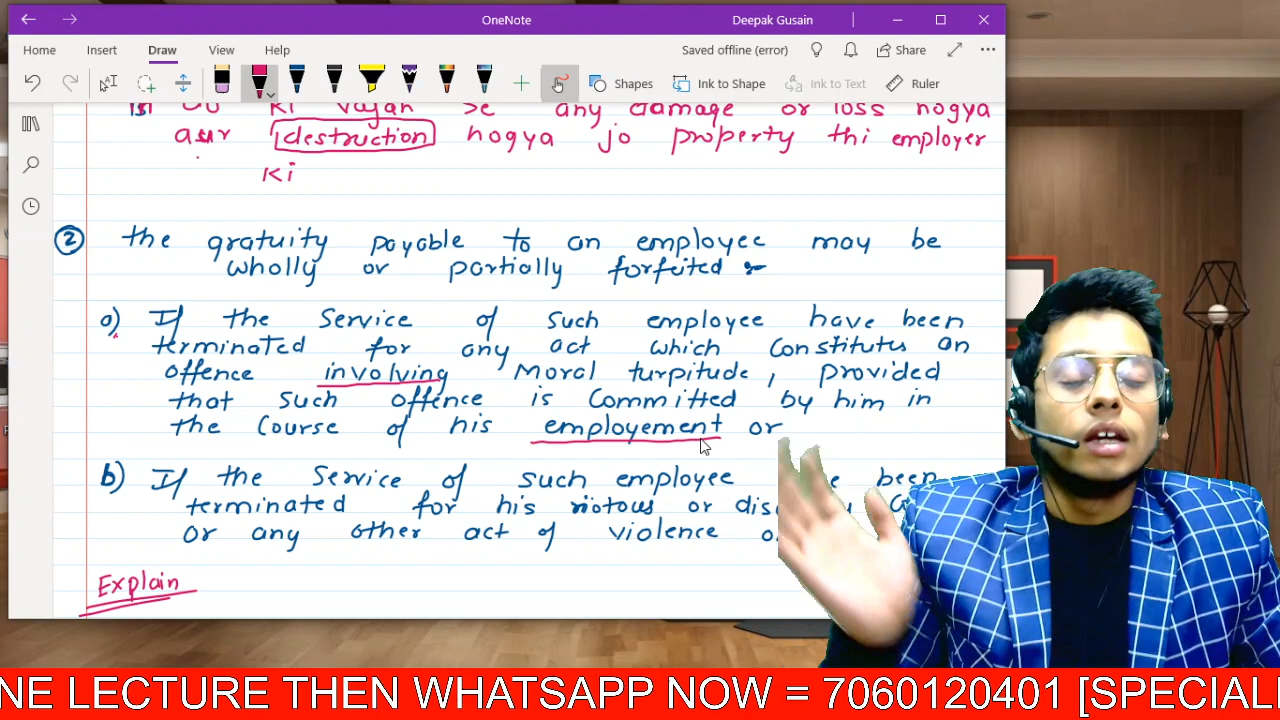 OneNote
Deepak Gusain
Home Insert Draw View Help
Saved offline (error)
Share
Shapes
Ink to Shape
Ink to Text
Ruler
Ki vajah se any damage or loss hogya
aur destruction hogya jo property thi employer
Ki
2 the gratuity payable to an employee may be
wholly or partially forfeited
a) If the Service of such employee have been
terminated for any act which Constitutes an
offence involving moral turpitude, provided
that such offence is Committed by him in
the Course of his employement or
b) If the Service of such employee been
terminated for his riotous or
or any other act of violence
Explain
NE LECTURE THEN WHATSAPP NOW = 7060120401 [SPECIAL